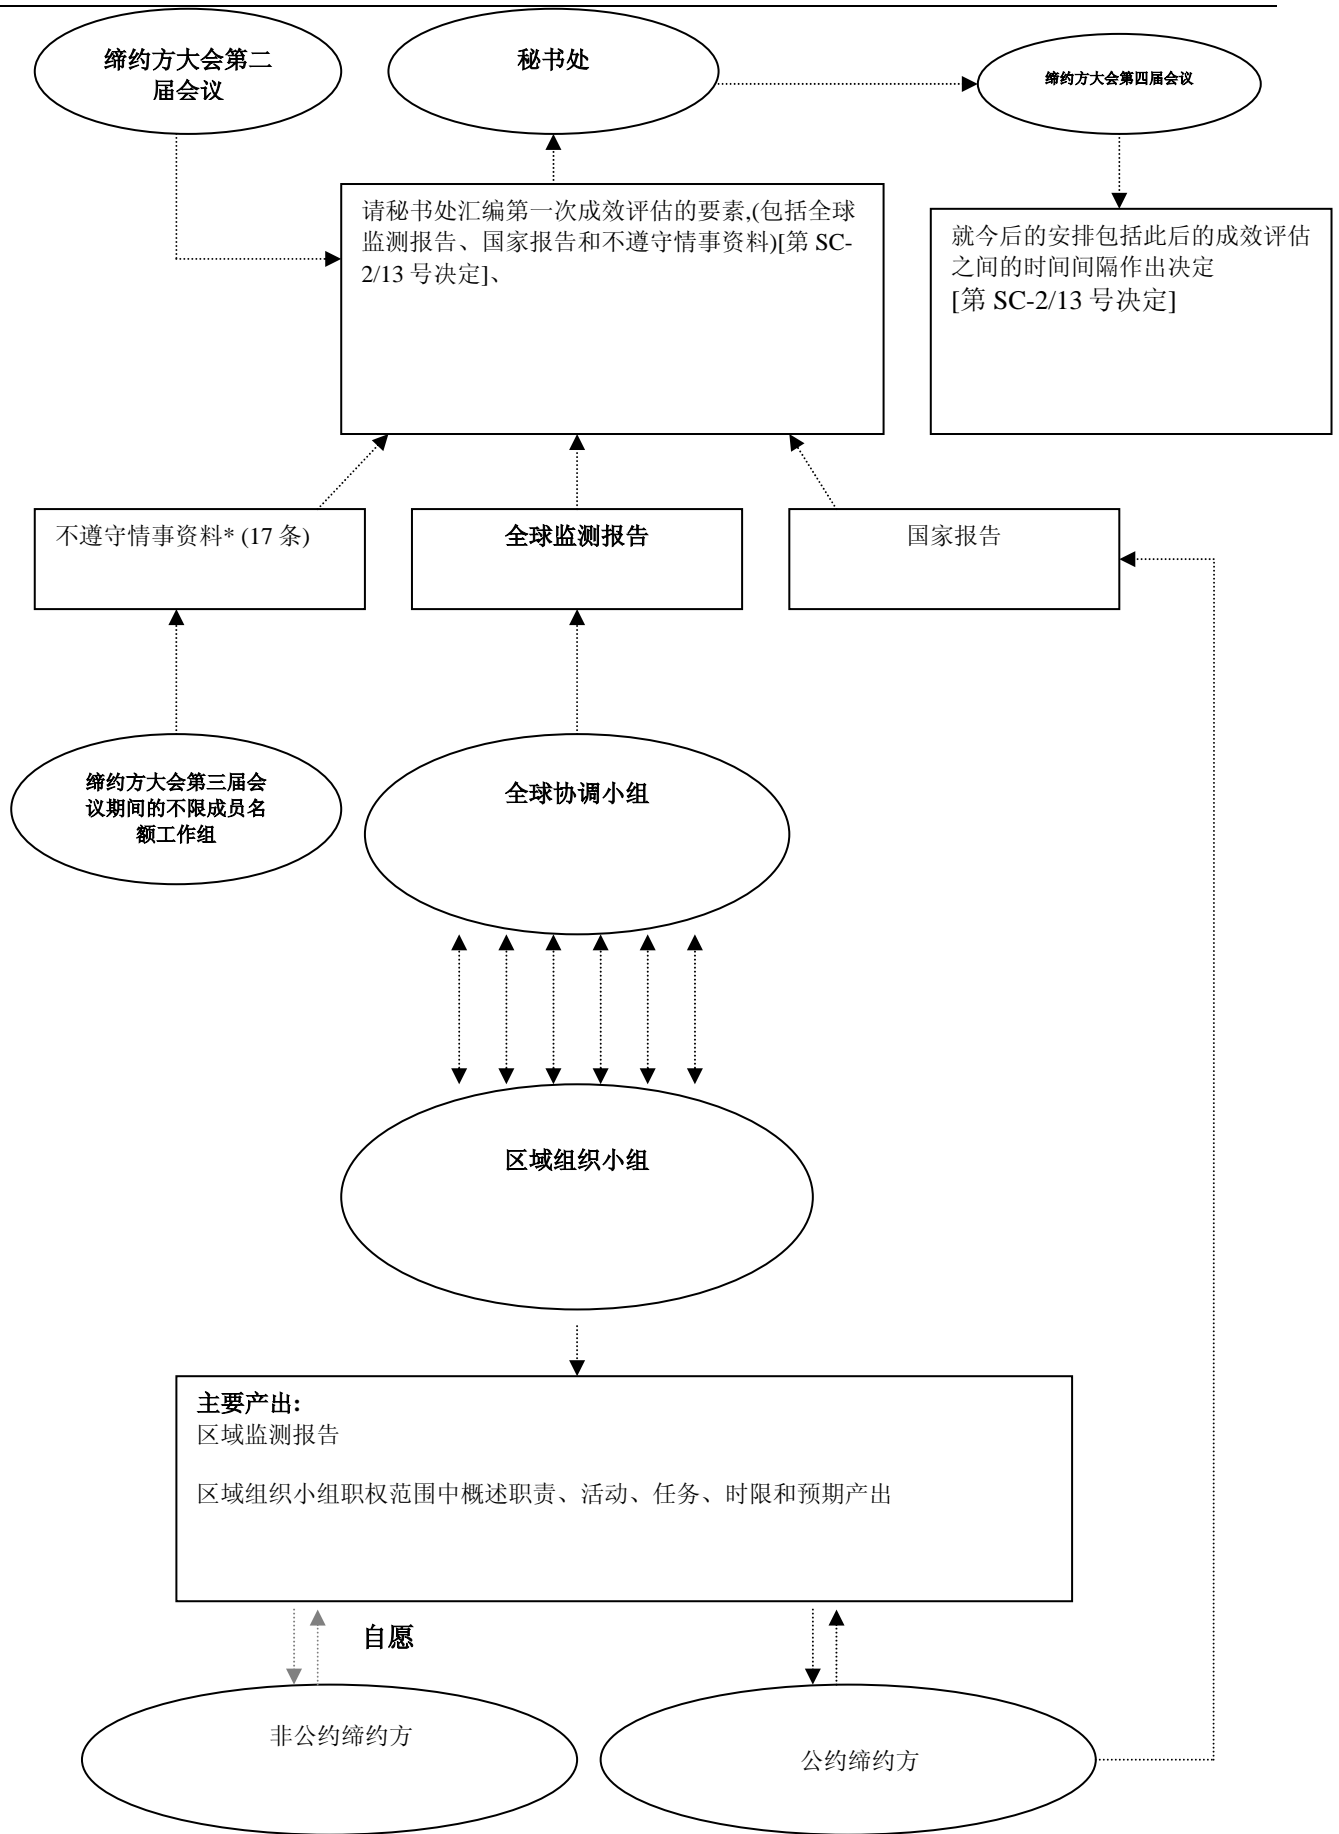 缔约方大会第二
届会议
秘书处
缔约方大会第四届会议
请秘书处汇编第一次成效评估的要素,(包括全球
监测报告、国家报告和不遵守情事资料)[第 SC-
2/13 号决定]、
就今后的安排包括此后的成效评估
之间的时间间隔作出决定
[第 SC-2/13 号决定]
不遵守情事资料* (17 条)
全球监测报告
国家报告
缔约方大会第三届会
议期间的不限成员名
额工作组
全球协调小组
区域组织小组
主要产出:
区域监测报告
区域组织小组职权范围中概述职责、活动、任务、时限和预期产出
自愿
非公约缔约方
公约缔约方